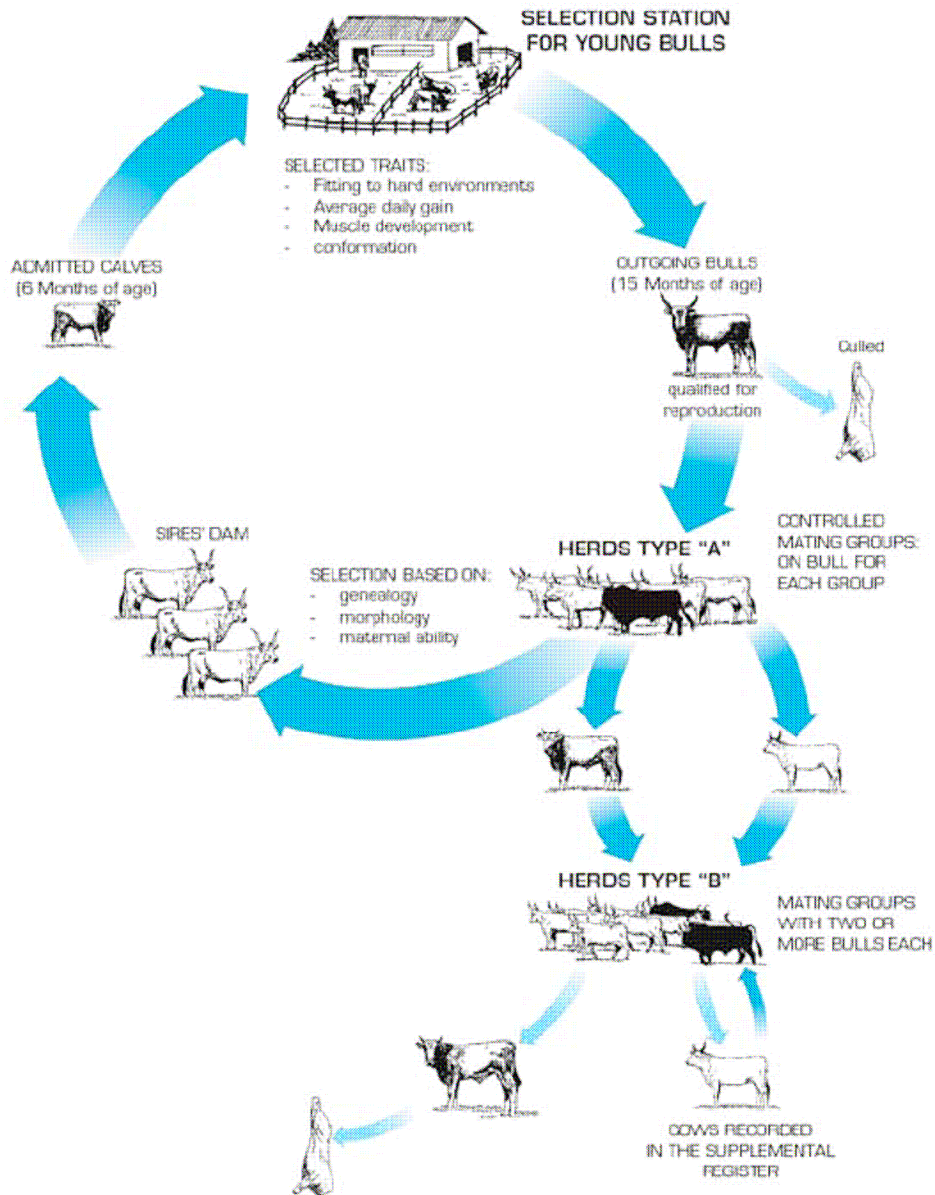 SELECTION STATION
FOR YOUNG BULLS
SELECTED TRAITS:
- Fitting to hard environments
- Average daily gain
- Muscle development
- conformation
ADMITTED CALVES
(6 Months of age)
OUTGOING BULLS
(15 Months of age)
Culled
qualified for
reproduction
SIRES' DAM
SELECTION BASED ON:
- genealogy
- morphology
- maternal ability
HERDS TYPE "A"
CONTROLLED
MATING GROUPS:
ON BULL FOR
EACH GROUP
HERDS TYPE "B"
MATING GROUPS
WITH TWO OR
MORE BULLS EACH
COWS RECORDED
IN THE SUPPLEMENTAL
REGISTER